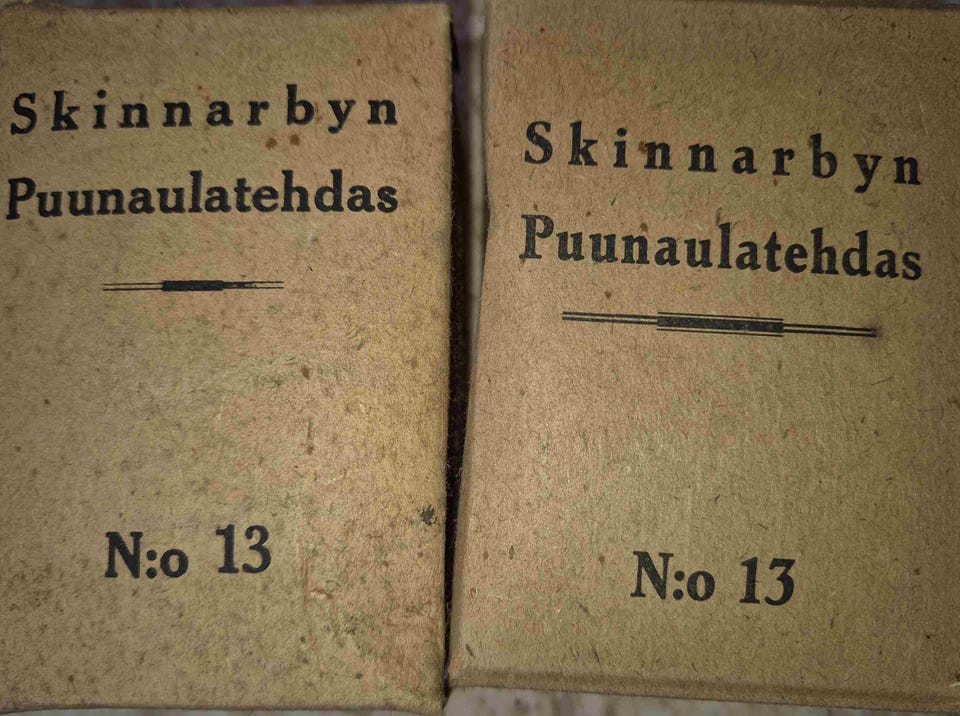 Skinnarbyn
Puunaulatehdas
N:o 13
Skinnarbyn
Puunaulatehdas
N:o 13